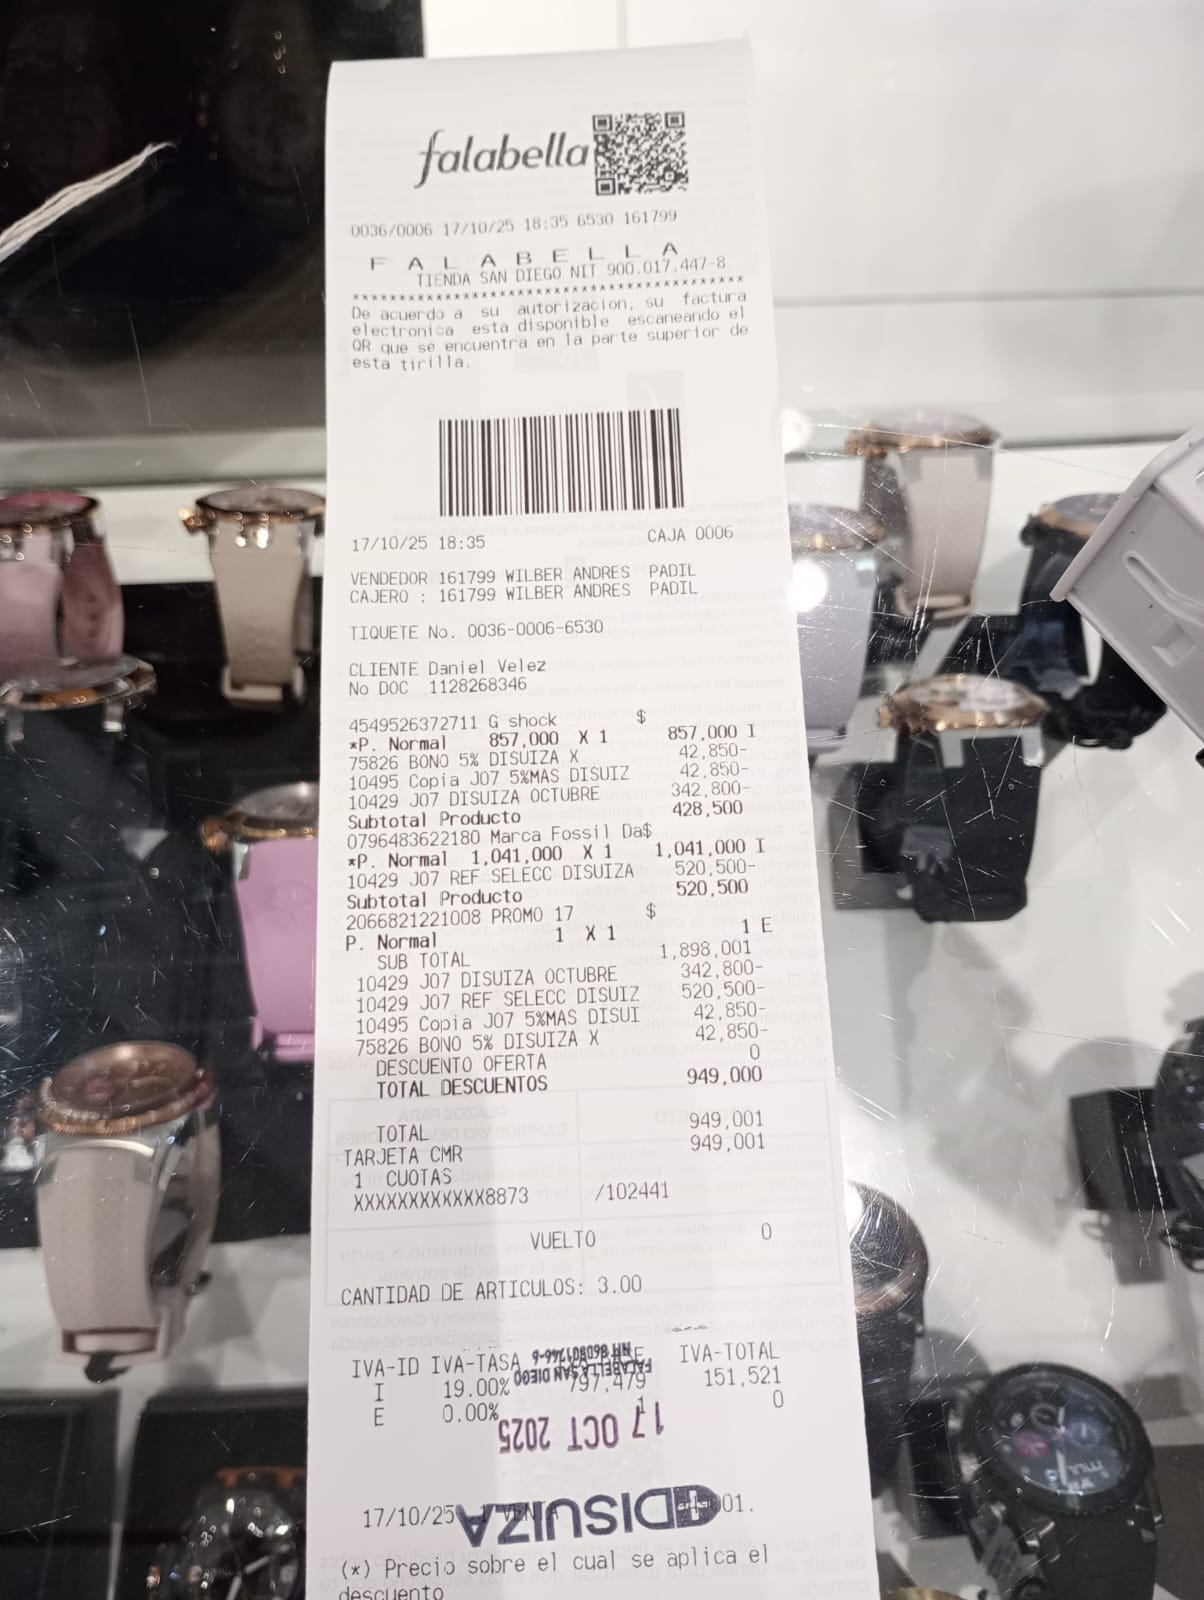 falabella
0036/0006 17/10/25 18:35 6530 161799
F A L A B E L L A
TIENDA SAN DIEGO NIT 900.017.447-8
******************************************
De acuerdo a su autorizacion, su factura
electronica esta disponible escaneando el
QR que se encuentra en la parte superior de
esta tirilla.
17/10/25 18:35 CAJA 0006
VENDEDOR 161799 WILBER ANDRES PADIL
CAJERO : 161799 WILBER ANDRES PADIL
TIQUETE No. 0036-0006-6530
CLIENTE Daniel Velez
No DOC 1128268346
4549526372711 G shock $
*P. Normal 857,000 X 1 857,000 I
75826 BONO 5% DISUIZA X 42,850-
10495 Copia J07 5%MAS DISUIZ 42,850-
10429 J07 DISUIZA OCTUBRE 342,800-
Subtotal Producto 428,500
0796483622180 Marca Fossil Da$
*P. Normal 1,041,000 X 1 1,041,000 I
10429 J07 REF SELECC DISUIZA 520,500-
Subtotal Producto 520,500
2066821221008 PROMO 17 $
P. Normal 1 X 1 1 E
SUB TOTAL 1,898,001
10429 J07 DISUIZA OCTUBRE 342,800-
10429 J07 REF SELECC DISUIZ 520,500-
10495 Copia J07 5%MAS DISUI 42,850-
75826 BONO 5% DISUIZA X 42,850-
DESCUENTO OFERTA 0
TOTAL DESCUENTOS 949,000
TOTAL 949,001
TARJETA CMR 949,001
1 CUOTAS
XXXXXXXXXXXX8873 /102441
VUELTO 0
CANTIDAD DE ARTICULOS: 3.00
IVA-ID IVA-TASA IVA-TOTAL
I 19.00% 797,479 151,521
E 0.00% 1 0
FALABELLA SAN DIEGO
17 OCT 2025
DISUIZA
17/10/25
(*) Precio sobre el cual se aplica el
descuento